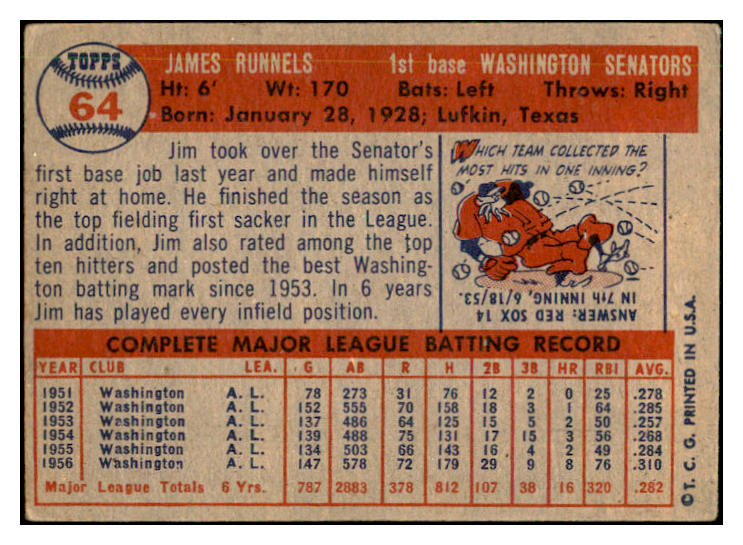 TOPPS
64
JAMES RUNNELS 1st base WASHINGTON SENATORS
Ht: 6' Wt: 170 Bats: Left Throws: Right
Born: January 28, 1928; Lufkin, Texas
Jim took over the Senator's
first base job last year and made himself
right at home. He finished the season as
the top fielding first sacker in the League.
In addition, Jim also rated among the top
ten hitters and posted the best Washing-
ton batting mark since 1953. In 6 years
Jim has played every infield position.
WHICH TEAM COLLECTED THE
MOST HITS IN ONE INNING?
ANSWER: RED SOX 14
IN 7th INNING, 6/18/53.
COMPLETE MAJOR LEAGUE BATTING RECORD
YEAR CLUB LEA. G AB R H 2B 3B HR RBI AVG.
1951 Washington A. L. 78 273 31 76 12 2 0 25 .278
1952 Washington A. L. 152 555 70 158 18 3 1 64 .285
1953 Washington A. L. 137 486 64 125 15 5 2 50 .257
1954 Washington A. L. 139 488 75 131 17 15 3 56 .268
1955 Washington A. L. 134 503 66 143 16 4 2 49 .284
1956 Washington A. L. 147 578 72 179 29 9 8 76 .310
Major League Totals 6 Yrs. 787 2883 378 812 107 38 16 320 .282
© T. C. G. PRINTED IN U.S.A.